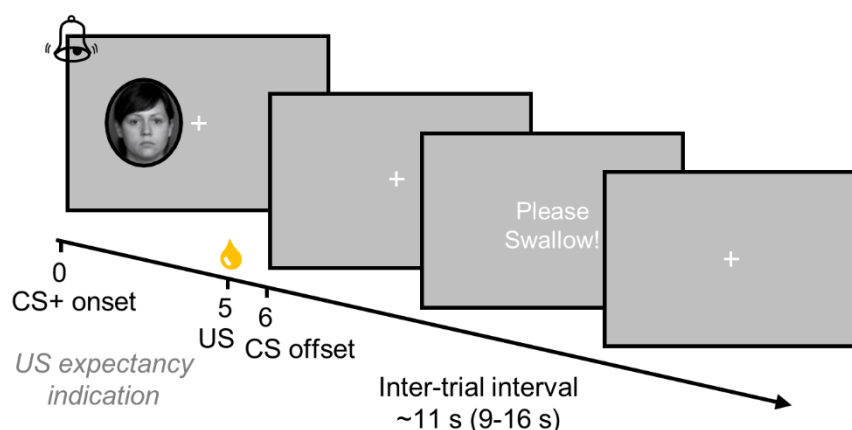 Please
Swallow!
0
CS+ onset
5
US
6
CS offset
US expectancy
indication
Inter-trial interval
~11 s (9-16 s)